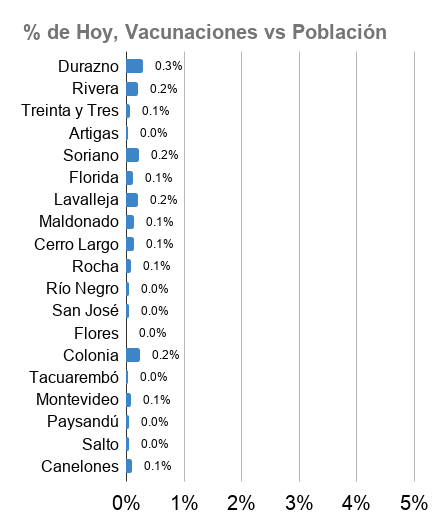 % de Hoy, Vacunaciones vs Población
Durazno 0.3%
Rivera 0.2%
Treinta y Tres 0.1%
Artigas 0.0%
Soriano 0.2%
Florida 0.1%
Lavalleja 0.2%
Maldonado 0.1%
Cerro Largo 0.1%
Rocha 0.1%
Río Negro 0.0%
San José 0.0%
Flores 0.0%
Colonia 0.2%
Tacuarembó 0.0%
Montevideo 0.1%
Paysandú 0.0%
Salto 0.0%
Canelones 0.1%
0% 1% 2% 3% 4% 5%